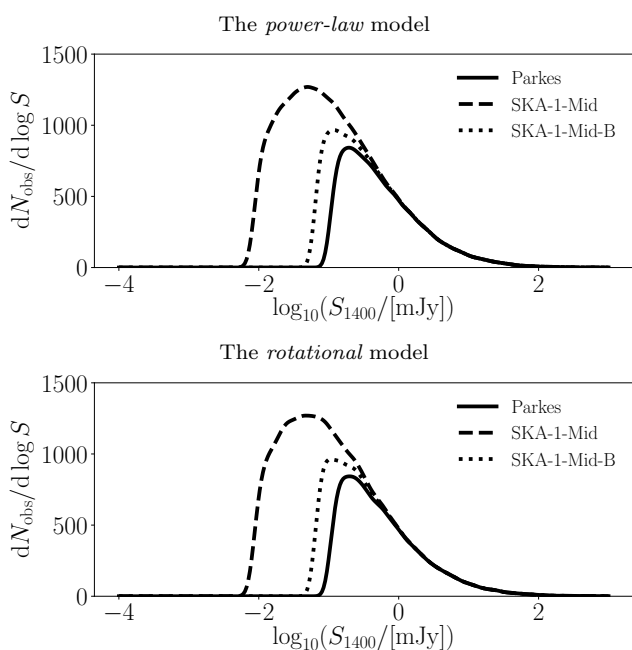 The power-law model
1500
1000
500
0
dN_obs/d log S
Parkes
SKA-1-Mid
SKA-1-Mid-B
−4 −2 0 2
log₁₀(S₁₄₀₀/[mJy])
The rotational model
1500
1000
500
0
dN_obs/d log S
Parkes
SKA-1-Mid
SKA-1-Mid-B
−4 −2 0 2
log₁₀(S₁₄₀₀/[mJy])